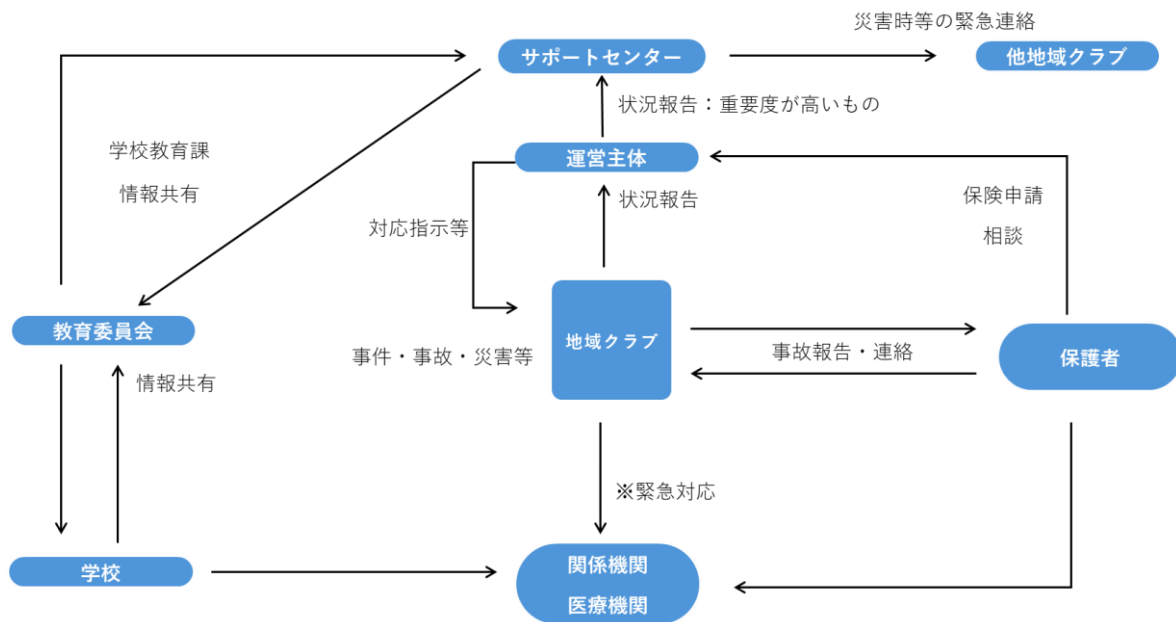 災害時等の緊急連絡
サポートセンター
他地域クラブ
状況報告：重要度が高いもの
学校教育課
情報共有
運営主体
状況報告
保険申請
相談
対応指示等
教育委員会
地域クラブ
事件・事故・災害等
事故報告・連絡
保護者
情報共有
※緊急対応
学校
関係機関
医療機関